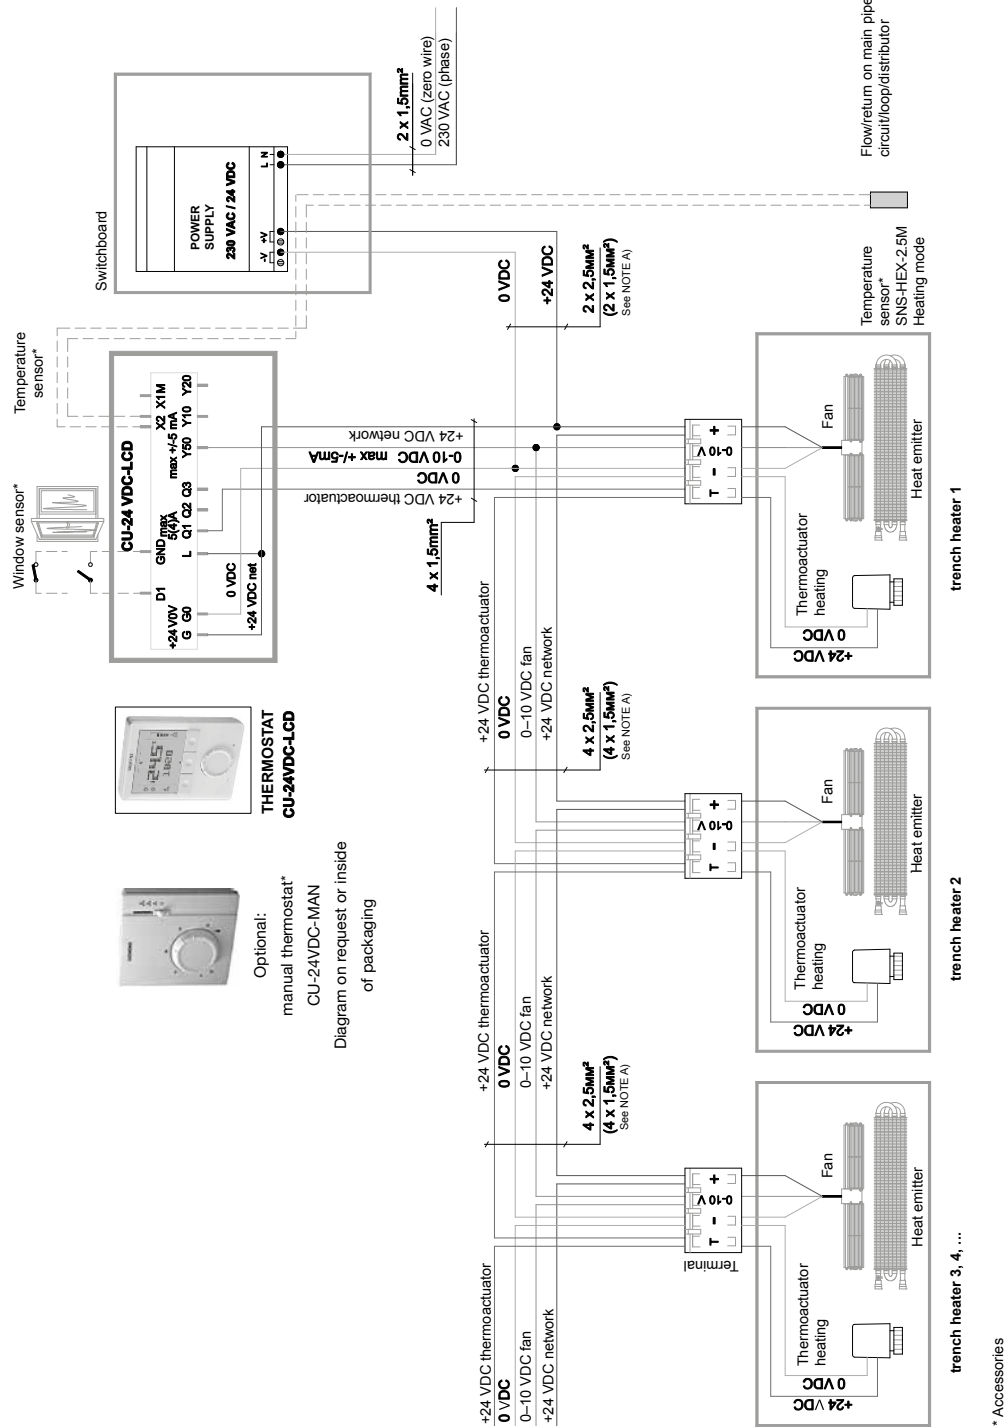 Switchboard
POWER
SUPPLY
230 VAC / 24 VDC
-V
+V
L N
2 x 1,5mm²
0 VAC (zero wire)
230 VAC (phase)
Flow/return on main pipe
circuit/loop/distributor
Temperature
sensor*
SNS-HEX-2.5M
Heating mode
0 VDC
+24 VDC
2 x 2,5мм²
(2 x 1,5мм²)
See NOTE A)
Temperature
sensor*
Window sensor*
CU-24 VDC-LCD
+24 V0V
D1
GND
max
5(4)A
max +/-5 mA
X2
X1M
G
G0
L
Q1
Q2
Q3
Y50
Y10
Y20
0 VDC
+24 VDC net
+24 VDC network
0-10 VDC max +/-5mA
0 VDC
+24 VDC thermoactuator
4 x 1,5mm²
THERMOSTAT
CU-24VDC-LCD
Optional:
manual thermostat*
CU-24VDC-MAN
Diagram on request or inside
of packaging
+24 VDC thermoactuator
0 VDC
0–10 VDC fan
+24 VDC network
4 x 2,5мм²
(4 x 1,5мм²)
See NOTE A)
+24 VDC thermoactuator
0 VDC
0–10 VDC fan
+24 VDC network
4 x 2,5мм²
(4 x 1,5мм²)
See NOTE A)
+24 VDC thermoactuator
0 VDC
0–10 VDC fan
+24 VDC network
T - 0-10 V +
Fan
Heat emitter
Thermoactuator
heating
0 VDC
+24 VDC
trench heater 1
T - 0-10 V +
Fan
Heat emitter
Thermoactuator
heating
0 VDC
+24 VDC
trench heater 2
Terminal
T - 0-10 V +
Fan
Heat emitter
Thermoactuator
heating
0 VDC
+24 VDC
trench heater 3, 4, ...
* Accessories